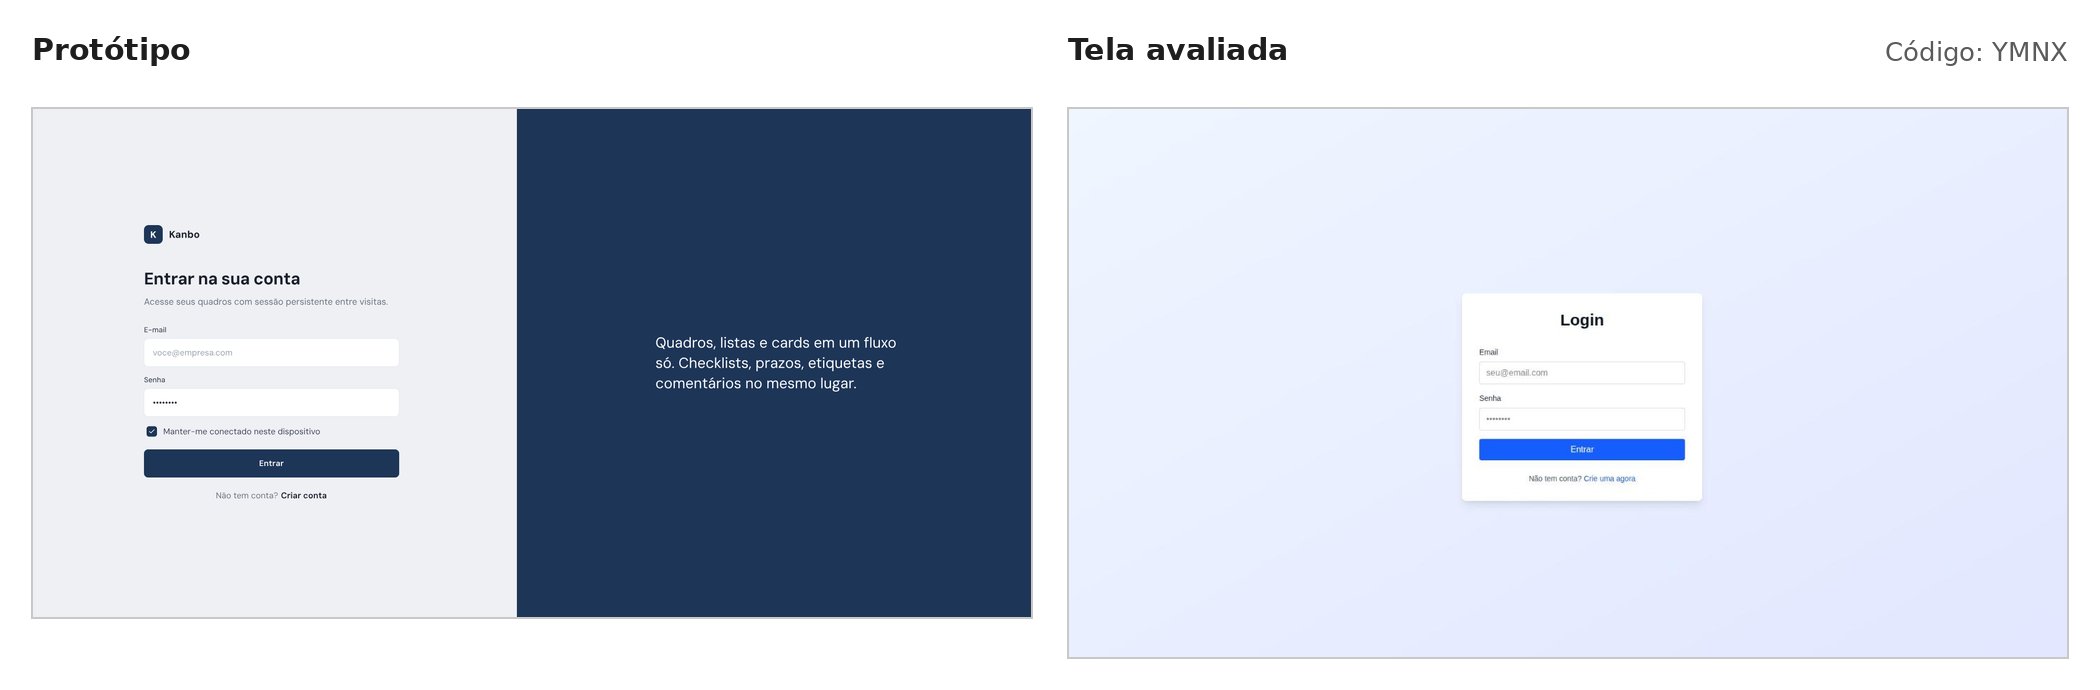 Protótipo
K Kanbo
Entrar na sua conta
Acesse seus quadros com sessão persistente entre visitas.
E-mail
voce@empresa.com
Senha
••••••••
Manter-me conectado neste dispositivo
Entrar
Não tem conta? Criar conta
Quadros, listas e cards em um fluxo
só. Checklists, prazos, etiquetas e
comentários no mesmo lugar.
Tela avaliada
Código: YMNX
Login
Email
seu@email.com
Senha
••••••••
Entrar
Não tem conta? Crie uma agora